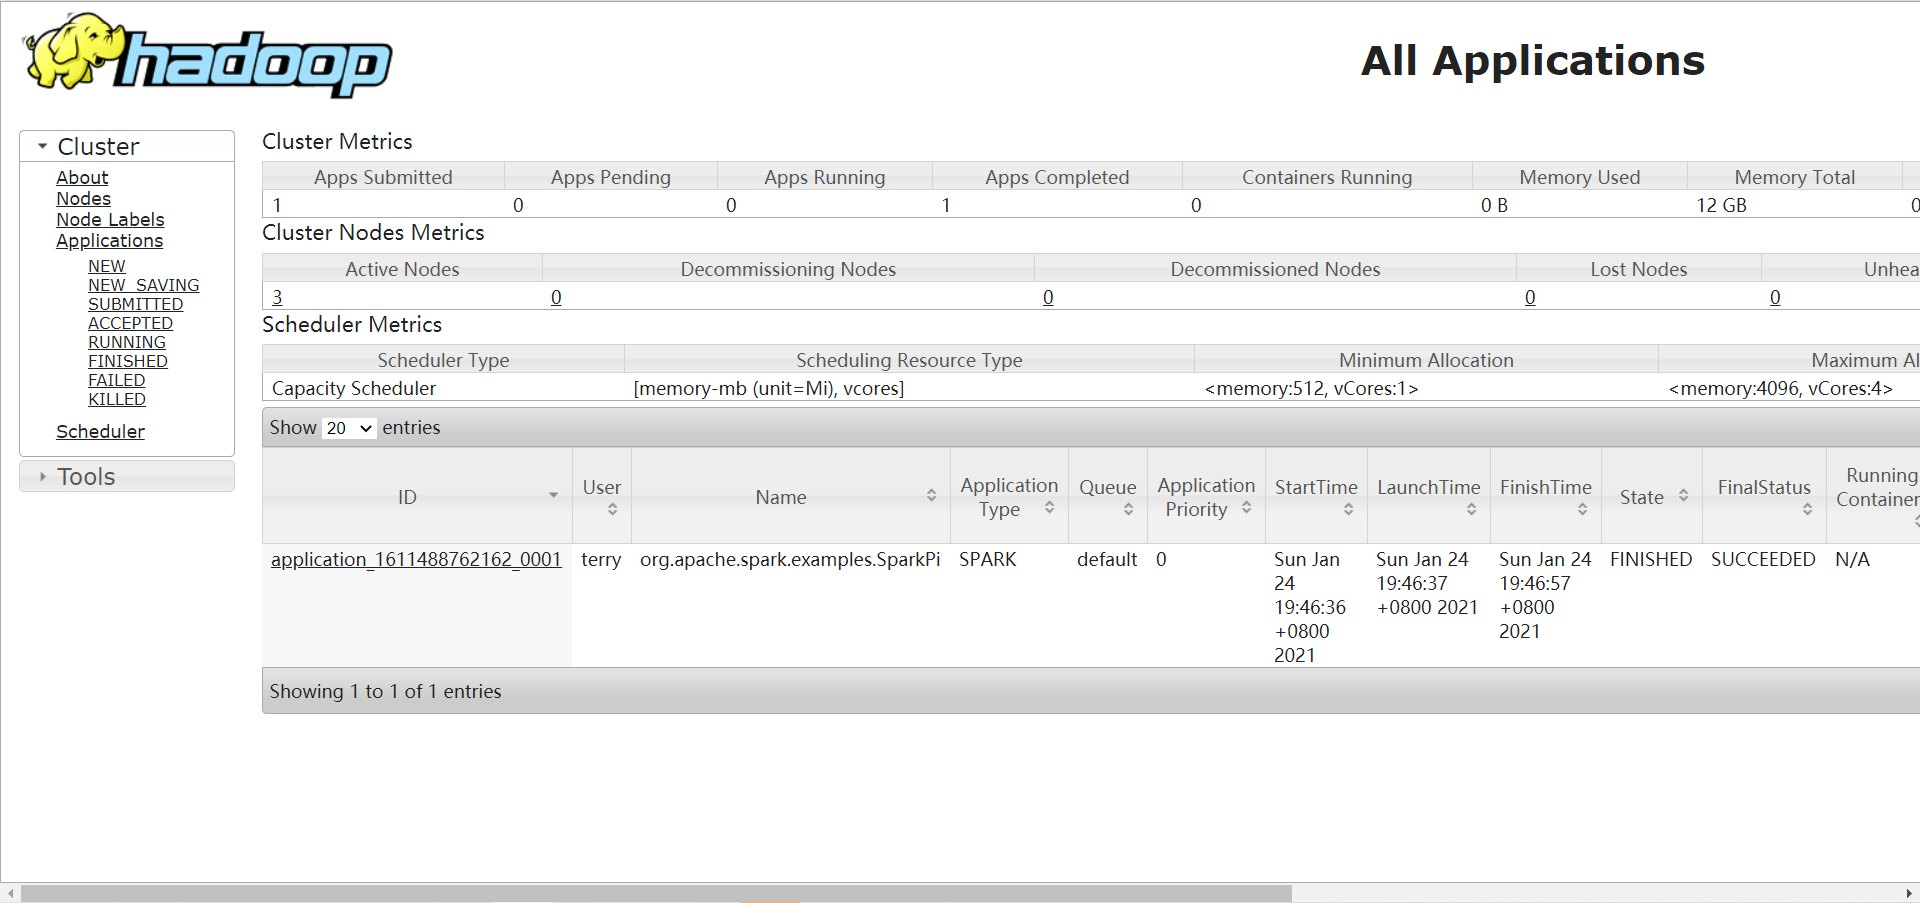 hadoop
All Applications
Cluster
About
Nodes
Node Labels
Applications
NEW
NEW_SAVING
SUBMITTED
ACCEPTED
RUNNING
FINISHED
FAILED
KILLED
Scheduler
Tools
Cluster Metrics
Apps Submitted Apps Pending Apps Running Apps Completed Containers Running Memory Used Memory Total
1 0 0 1 0 0 B 12 GB 0
Cluster Nodes Metrics
Active Nodes Decommissioning Nodes Decommissioned Nodes Lost Nodes Unhea
3 0 0 0 0
Scheduler Metrics
Scheduler Type Scheduling Resource Type Minimum Allocation Maximum Al
Capacity Scheduler [memory-mb (unit=Mi), vcores] <memory:512, vCores:1> <memory:4096, vCores:4>
Show 20 entries
ID
User
Name
Application
Type
Queue
Application
Priority
StartTime
LaunchTime
FinishTime
State
FinalStatus
Running
Container
application_1611488762162_0001
terry
org.apache.spark.examples.SparkPi
SPARK
default
0
Sun Jan
24
19:46:36
+0800
2021
Sun Jan 24
19:46:37
+0800 2021
Sun Jan 24
19:46:57
+0800
2021
FINISHED
SUCCEEDED
N/A
Showing 1 to 1 of 1 entries